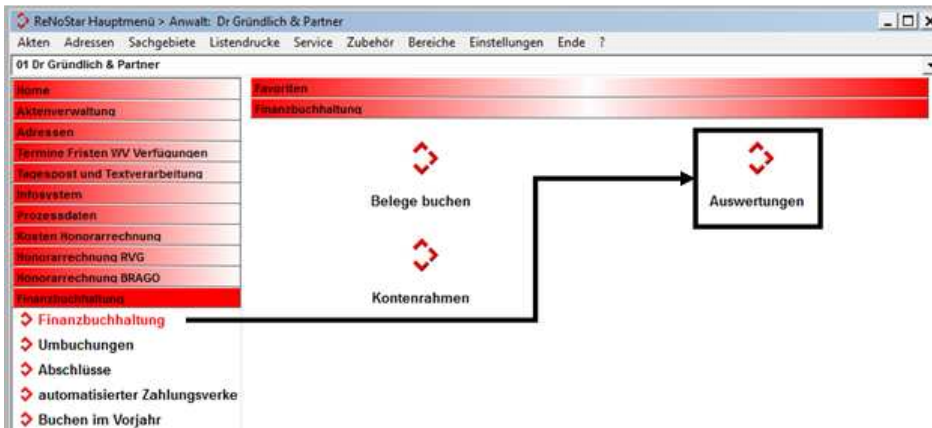 ReNoStar Hauptmenü > Anwalt: Dr Gründlich & Partner
Akten Adressen Sachgebiete Listendrucke Service Zubehör Bereiche Einstellungen Ende ?
01 Dr Gründlich & Partner
Home
Favoriten
Aktenverwaltung
Finanzbuchhaltung
Adressen
Termine Fristen WV Verfügungen
Tagespost und Textverarbeitung
Infosystem
Prozessdaten
Kosten Honorarrechnung
Honorarrechnung RVG
Honorarrechnung BRAGO
Finanzbuchhaltung
Finanzbuchhaltung
Umbuchungen
Abschlüsse
automatisierter Zahlungsverke
Buchen im Vorjahr
Belege buchen
Auswertungen
Kontenrahmen